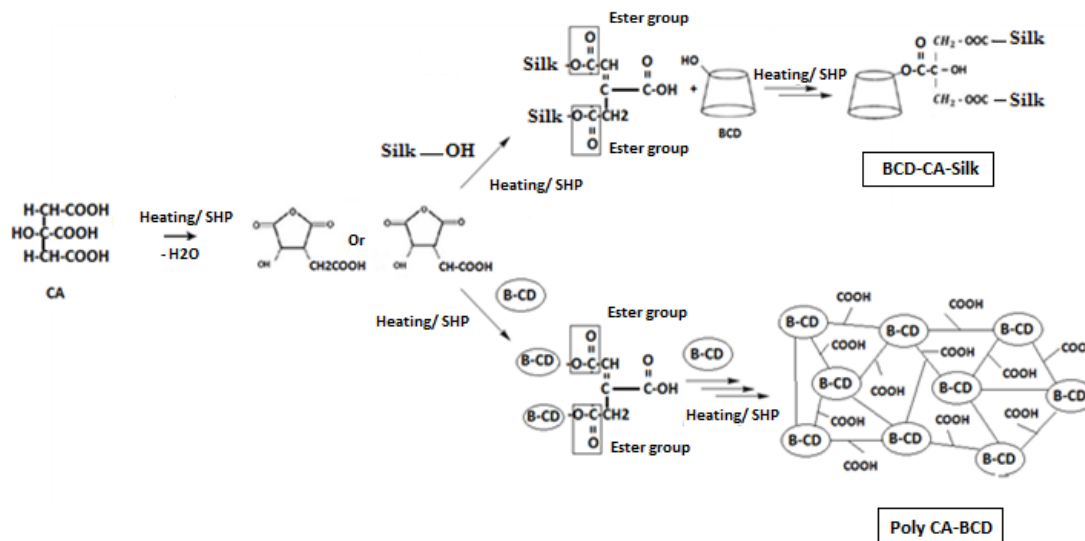 Ester group
O
Silk -O-C-CH
O
C-OH
C
Silk -O-C-CH2
O
Ester group
+
HO
BCD
Heating/ SHP
O
CH2 - OOC — Silk
O-C-C - OH
CH2 - OOC — Silk
BCD-CA-Silk
Silk — OH
Heating/ SHP
H-CH-COOH
HO-C-COOH
H-CH-COOH
CA
Heating/ SHP
- H2O
O
O
O
OH
CH2COOH
Or
O
O
O
OH
CH-COOH
B-CD
Heating/ SHP
Ester group
O
B-CD -O-C-CH
O
C-OH
C
B-CD -O-C-CH2
O
Ester group
B-CD
Heating/ SHP
COOH
COOH
B-CD
B-CD
B-CD
COOH
COOH
COOH
COO
B-CD
COOH
B-CD
COOH
B-CD
COOH
COOH
COOH
B-CD
B-CD
COOH
B-CD
COOH
Poly CA-BCD